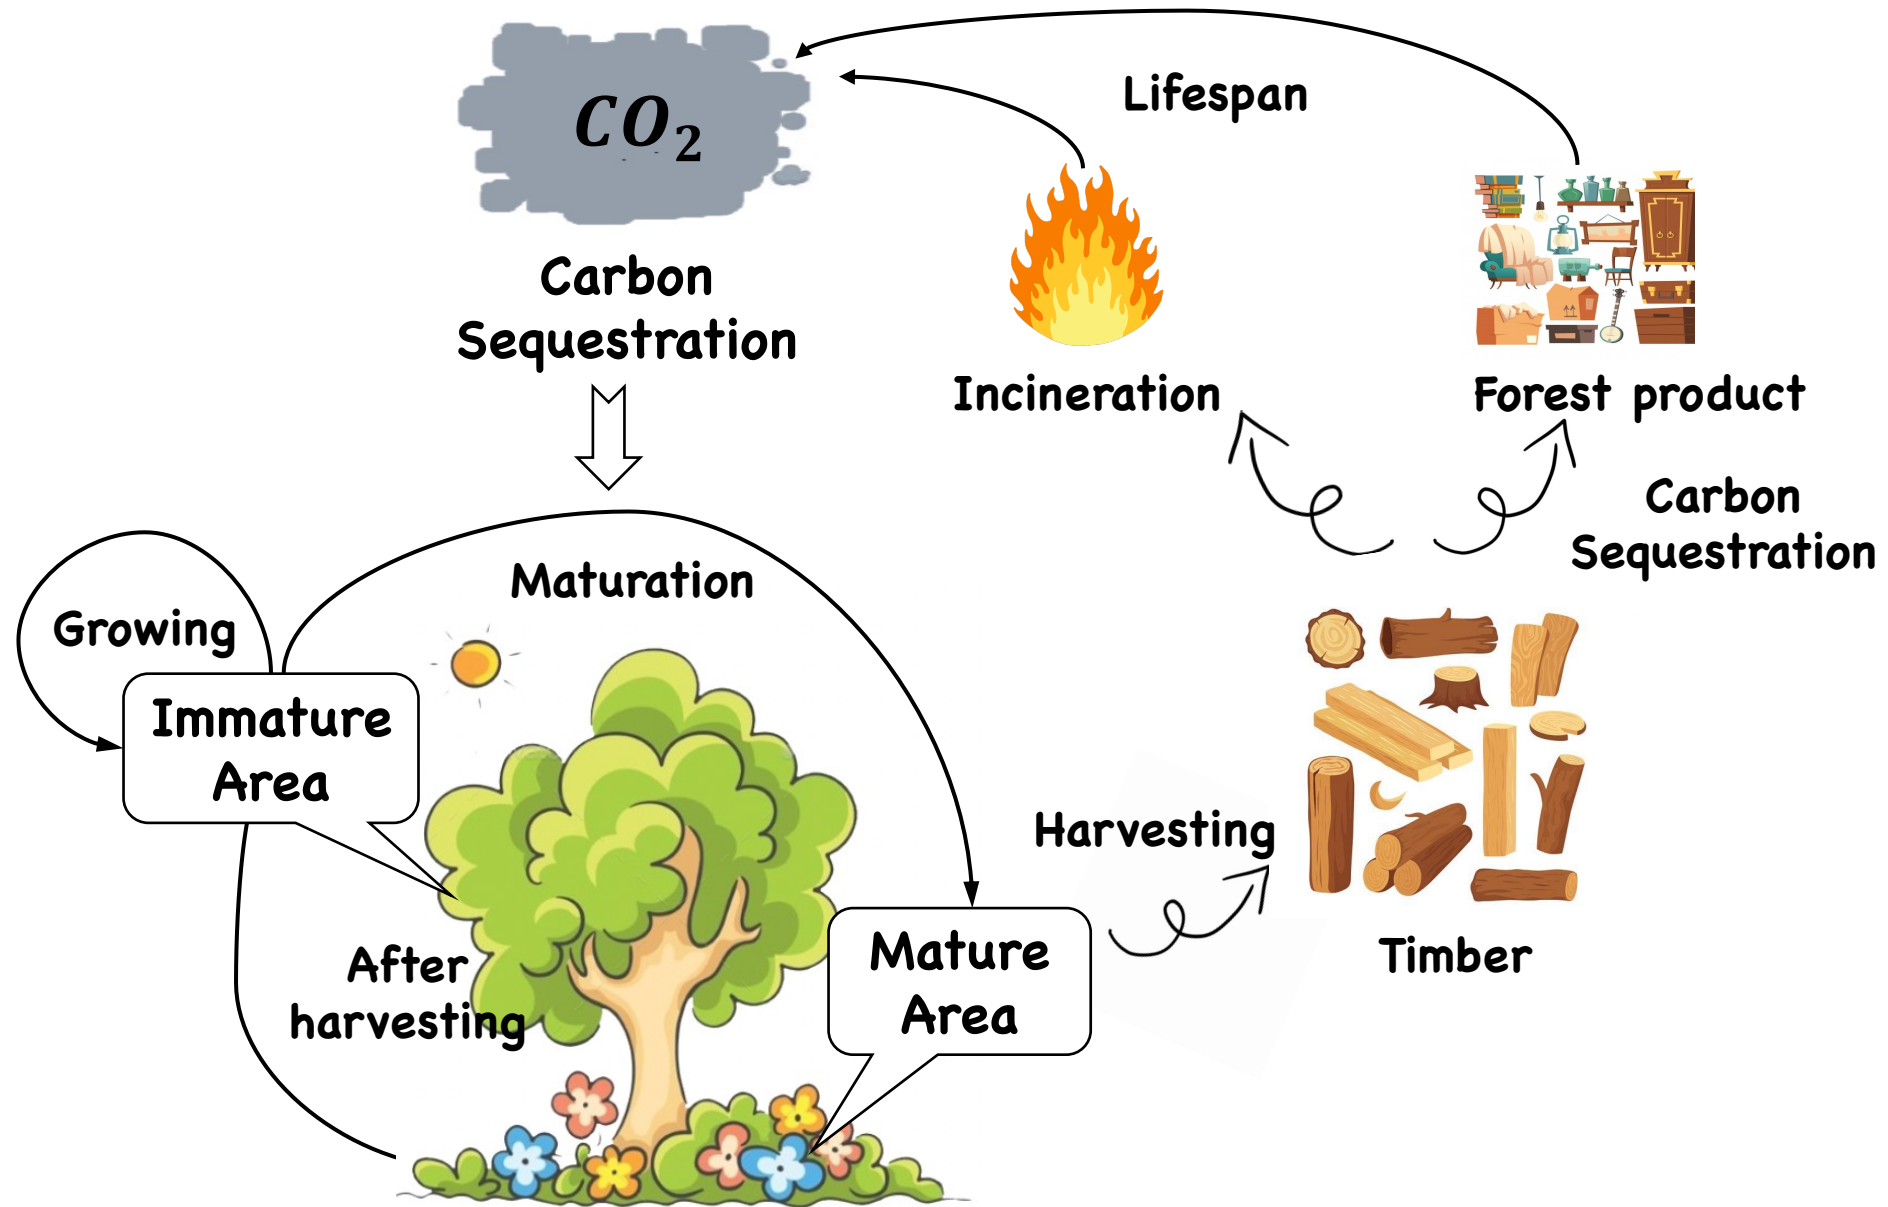 CO₂
Lifespan
Carbon
Sequestration
Incineration
Forest product
Carbon
Sequestration
Maturation
Growing
Immature
Area
Harvesting
After
harvesting
Mature
Area
Timber